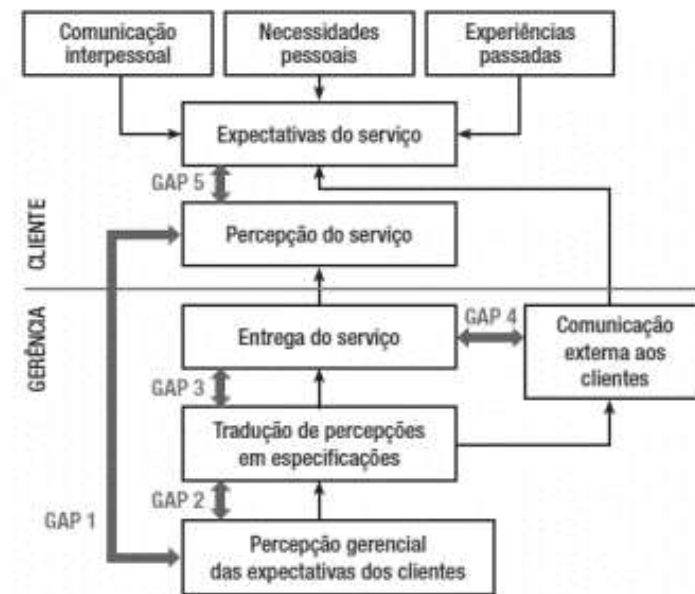 Comunicação
interpessoal
Necessidades
pessoais
Experiências
passadas
Expectativas do serviço
GAP 5
Percepção do serviço
CLIENTE
GERÊNCIA
Entrega do serviço
GAP 4
Comunicação
externa aos
clientes
GAP 3
Tradução de percepções
em especificações
GAP 2
GAP 1
Percepção gerencial
das expectativas dos clientes